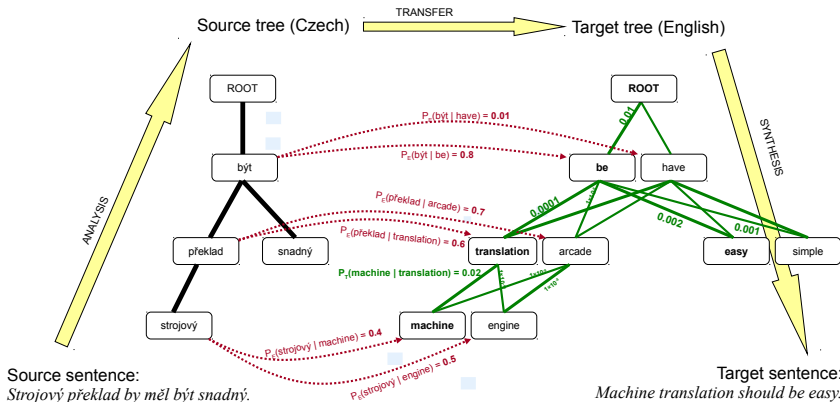 Source tree (Czech)
TRANSFER
Target tree (English)
ROOT
ROOT
P_E(být | have) = 0.01
0.01
být
P_E(být | be) = 0.8
be
have
ANALYSIS
SYNTHESIS
P_E(překlad | arcade) = 0.7
0.0001
0.002
0.001
P_E(překlad | translation) = 0.6
překlad
snadný
translation
arcade
easy
simple
P_T(machine | translation) = 0.02
strojový
machine
engine
P_E(strojový | machine) = 0.4
P_E(strojový | engine) = 0.5
Source sentence:
Strojový překlad by měl být snadný.
Target sentence:
Machine translation should be easy.